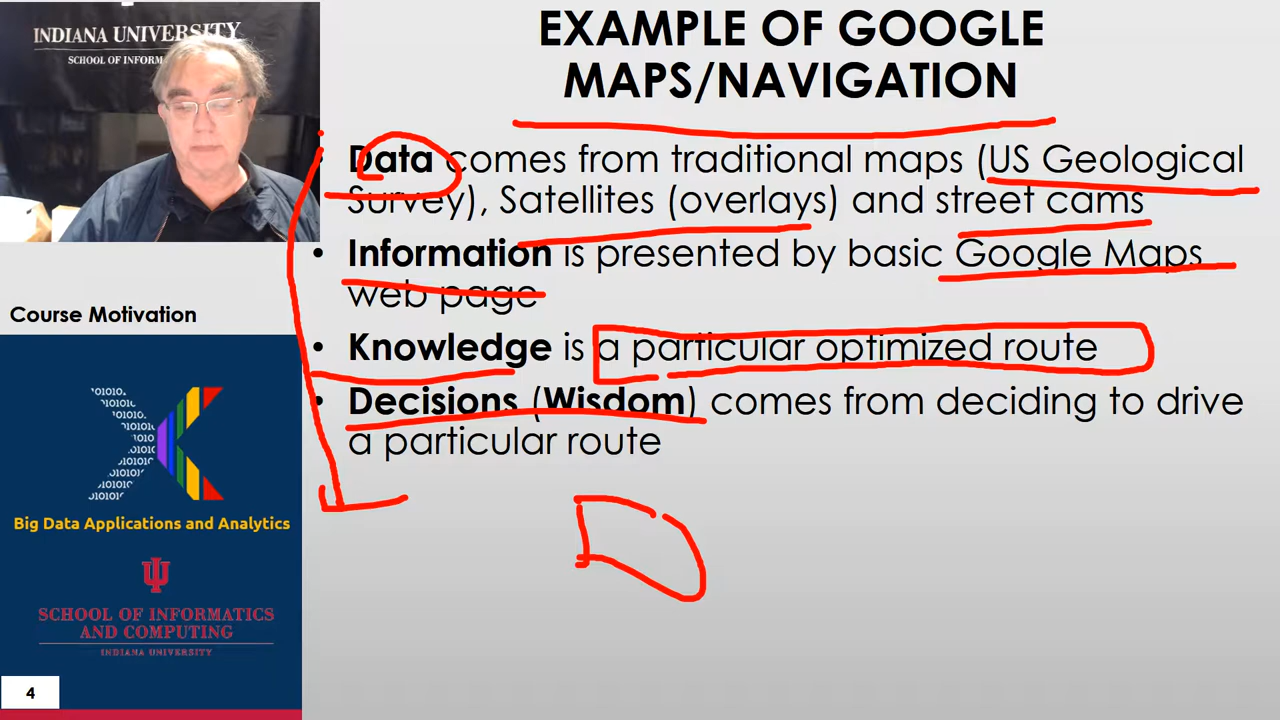 INDIANA UNIVERSITY
SCHOOL OF INFORM
EXAMPLE OF GOOGLE
MAPS/NAVIGATION
• Data comes from traditional maps (US Geological
Survey), Satellites (overlays) and street cams
• Information is presented by basic Google Maps
web page
• Knowledge is a particular optimized route
• Decisions (Wisdom) comes from deciding to drive
a particular route
Course Motivation
Big Data Applications and Analytics
SCHOOL OF INFORMATICS
AND COMPUTING
INDIANA UNIVERSITY
4